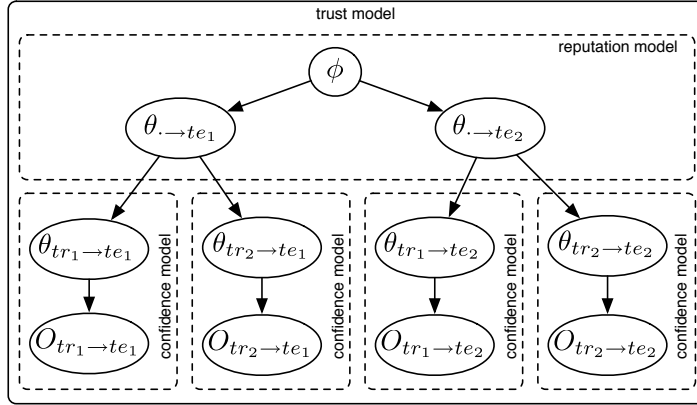 trust model
reputation model
ϕ
θ·→te₁ θ·→te₂
θtr₁→te₁ θtr₂→te₁ θtr₁→te₂ θtr₂→te₂
confidence model confidence model confidence model confidence model
Otr₁→te₁ Otr₂→te₁ Otr₁→te₂ Otr₂→te₂